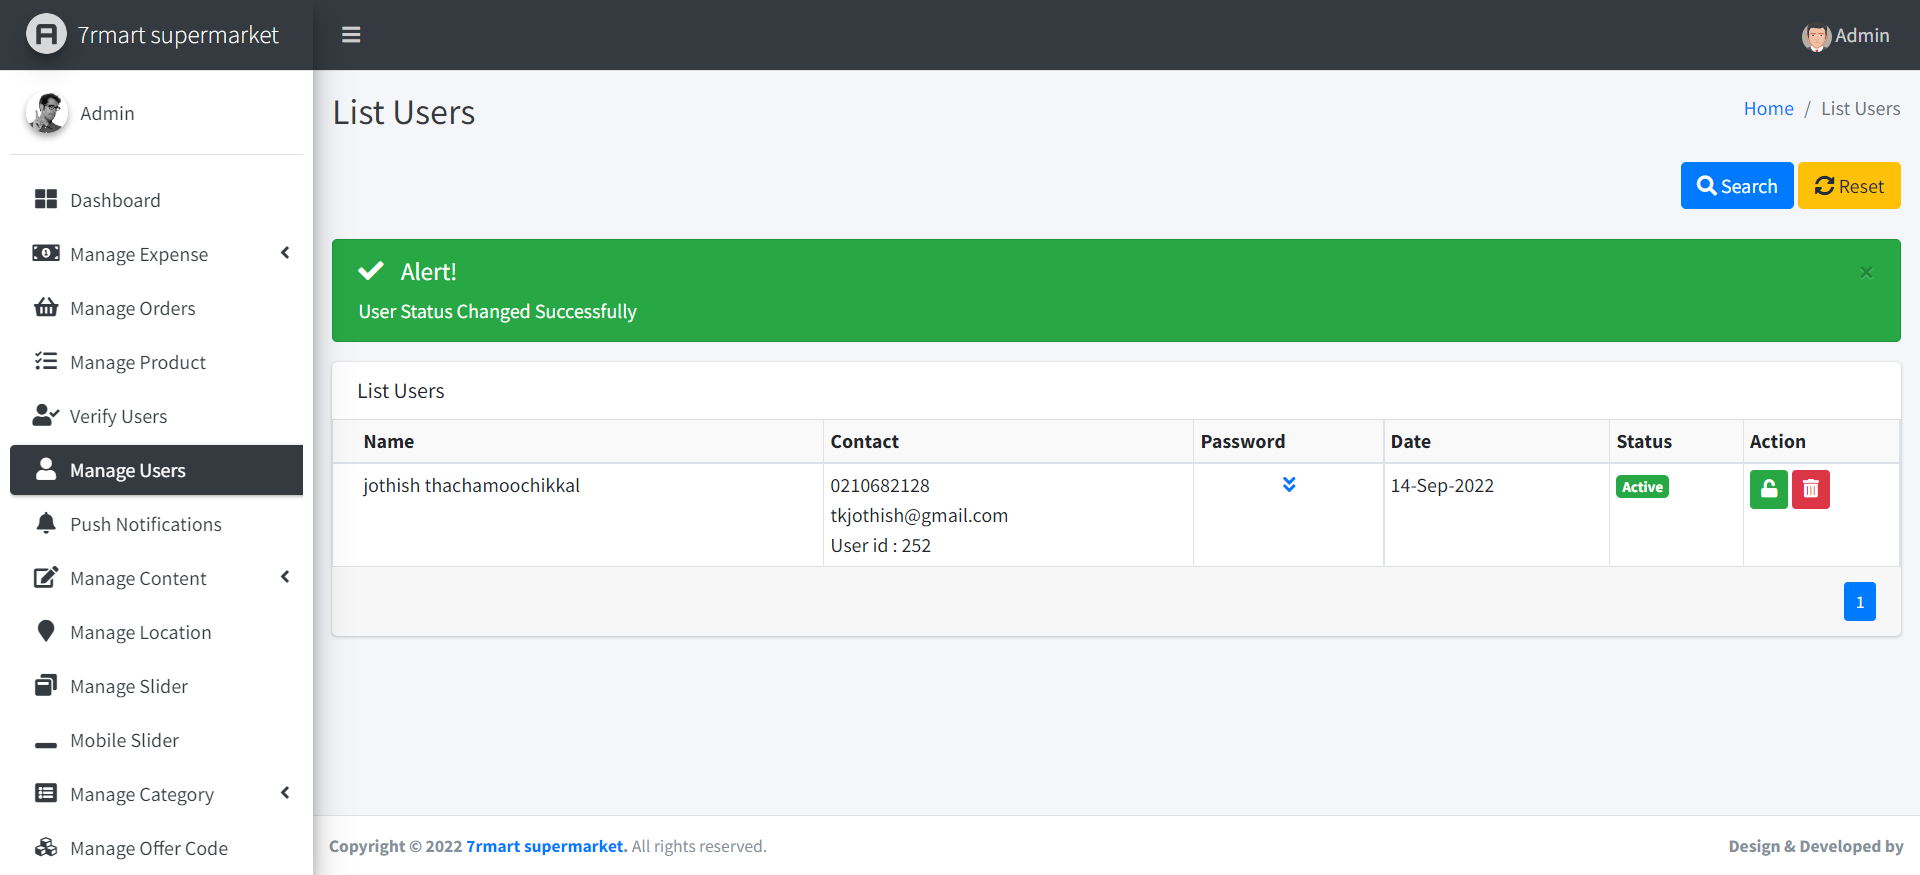 7rmart supermarket
Admin
Admin
Dashboard
Manage Expense
Manage Orders
Manage Product
Verify Users
Manage Users
Push Notifications
Manage Content
Manage Location
Manage Slider
Mobile Slider
Manage Category
Manage Offer Code
List Users
Home / List Users
Search Reset
Alert!
×
User Status Changed Successfully
List Users
Name Contact Password Date Status Action
jothish thachamoochikkal 0210682128 14-Sep-2022 Active
tkjothish@gmail.com
User id : 252
1
Copyright © 2022 7rmart supermarket. All rights reserved.
Design & Developed by